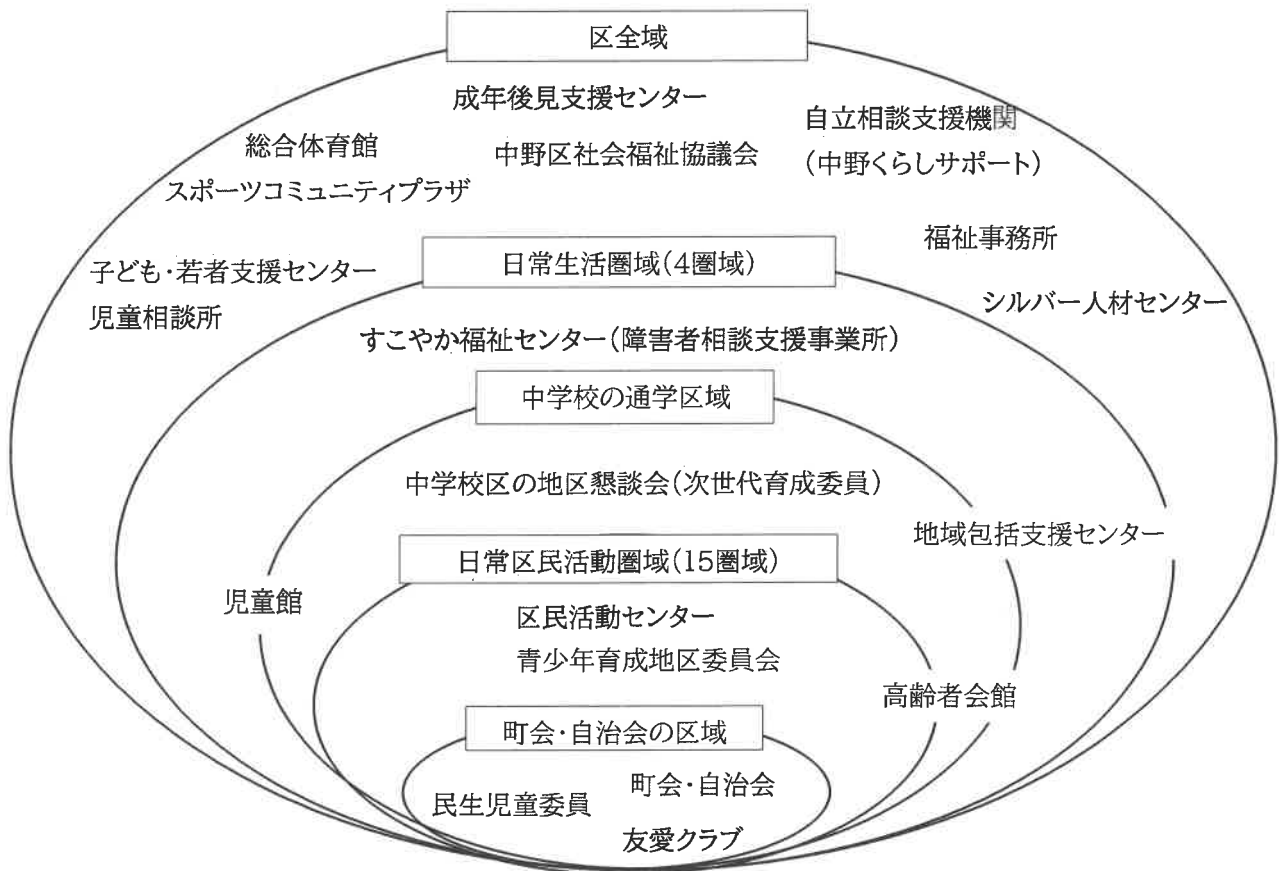 区全域
成年後見支援センター
自立相談支援機関
(中野くらしサポート)
総合体育館
スポーツコミュニティプラザ
中野区社会福祉協議会
福祉事務所
子ども・若者支援センター
児童相談所
シルバー人材センター
日常生活圏域(4圏域)
すこやか福祉センター(障害者相談支援事業所)
中学校の通学区域
中学校区の地区懇談会(次世代育成委員)
地域包括支援センター
児童館
日常区民活動圏域(15圏域)
区民活動センター
青少年育成地区委員会
高齢者会館
町会・自治会の区域
民生児童委員
町会・自治会
友愛クラブ